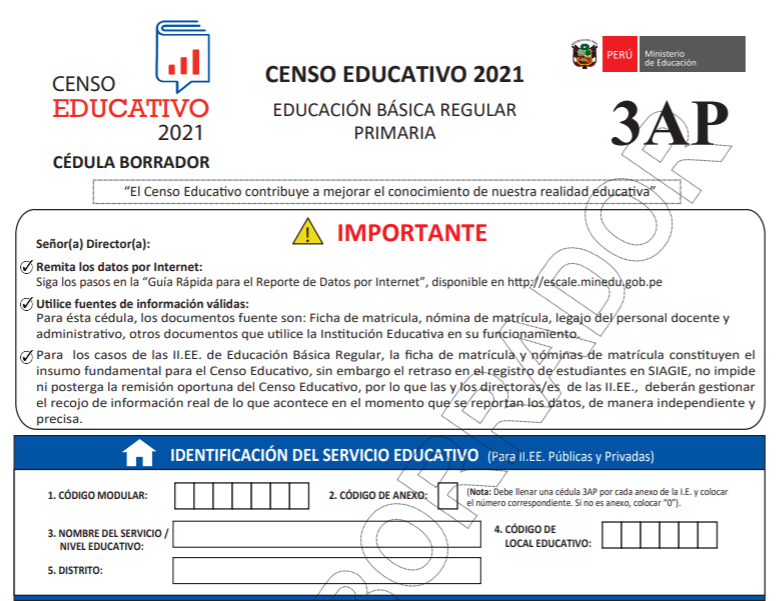 CENSO
EDUCATIVO
2021
CÉDULA BORRADOR
CENSO EDUCATIVO 2021
EDUCACIÓN BÁSICA REGULAR
PRIMARIA
PERÚ
Ministerio
de Educación
3AP
“El Censo Educativo contribuye a mejorar el conocimiento de nuestra realidad educativa”
IMPORTANTE
Señor(a) Director(a):
Remita los datos por Internet:
Siga los pasos en la “Guía Rápida para el Reporte de Datos por Internet”, disponible en http://escale.minedu.gob.pe
Utilice fuentes de información válidas:
Para ésta cédula, los documentos fuente son: Ficha de matricula, nómina de matrícula, legajo del personal docente y
administrativo, otros documentos que utilice la Institución Educativa en su funcionamiento.
Para los casos de las II.EE. de Educación Básica Regular, la ficha de matrícula y nóminas de matrícula constituyen el
insumo fundamental para el Censo Educativo, sin embargo el retraso en el registro de estudiantes en SIAGIE, no impide
ni posterga la remisión oportuna del Censo Educativo, por lo que las y los directores/es de las II.EE., deberán gestionar
el recojo de información real de lo que acontece en el momento que se reportan los datos, de manera independiente y
precisa.
IDENTIFICACIÓN DEL SERVICIO EDUCATIVO (Para II.EE. Públicas y Privadas)
1. CÓDIGO MODULAR:
2. CÓDIGO DE ANEXO:
(Nota: Debe llenar una cédula 3AP por cada anexo de la I.E. y colocar
el número correspondiente. Si no es anexo, colocar “0”).
3. NOMBRE DEL SERVICIO /
NIVEL EDUCATIVO:
4. CÓDIGO DE
LOCAL EDUCATIVO:
5. DISTRITO:
BORRADOR